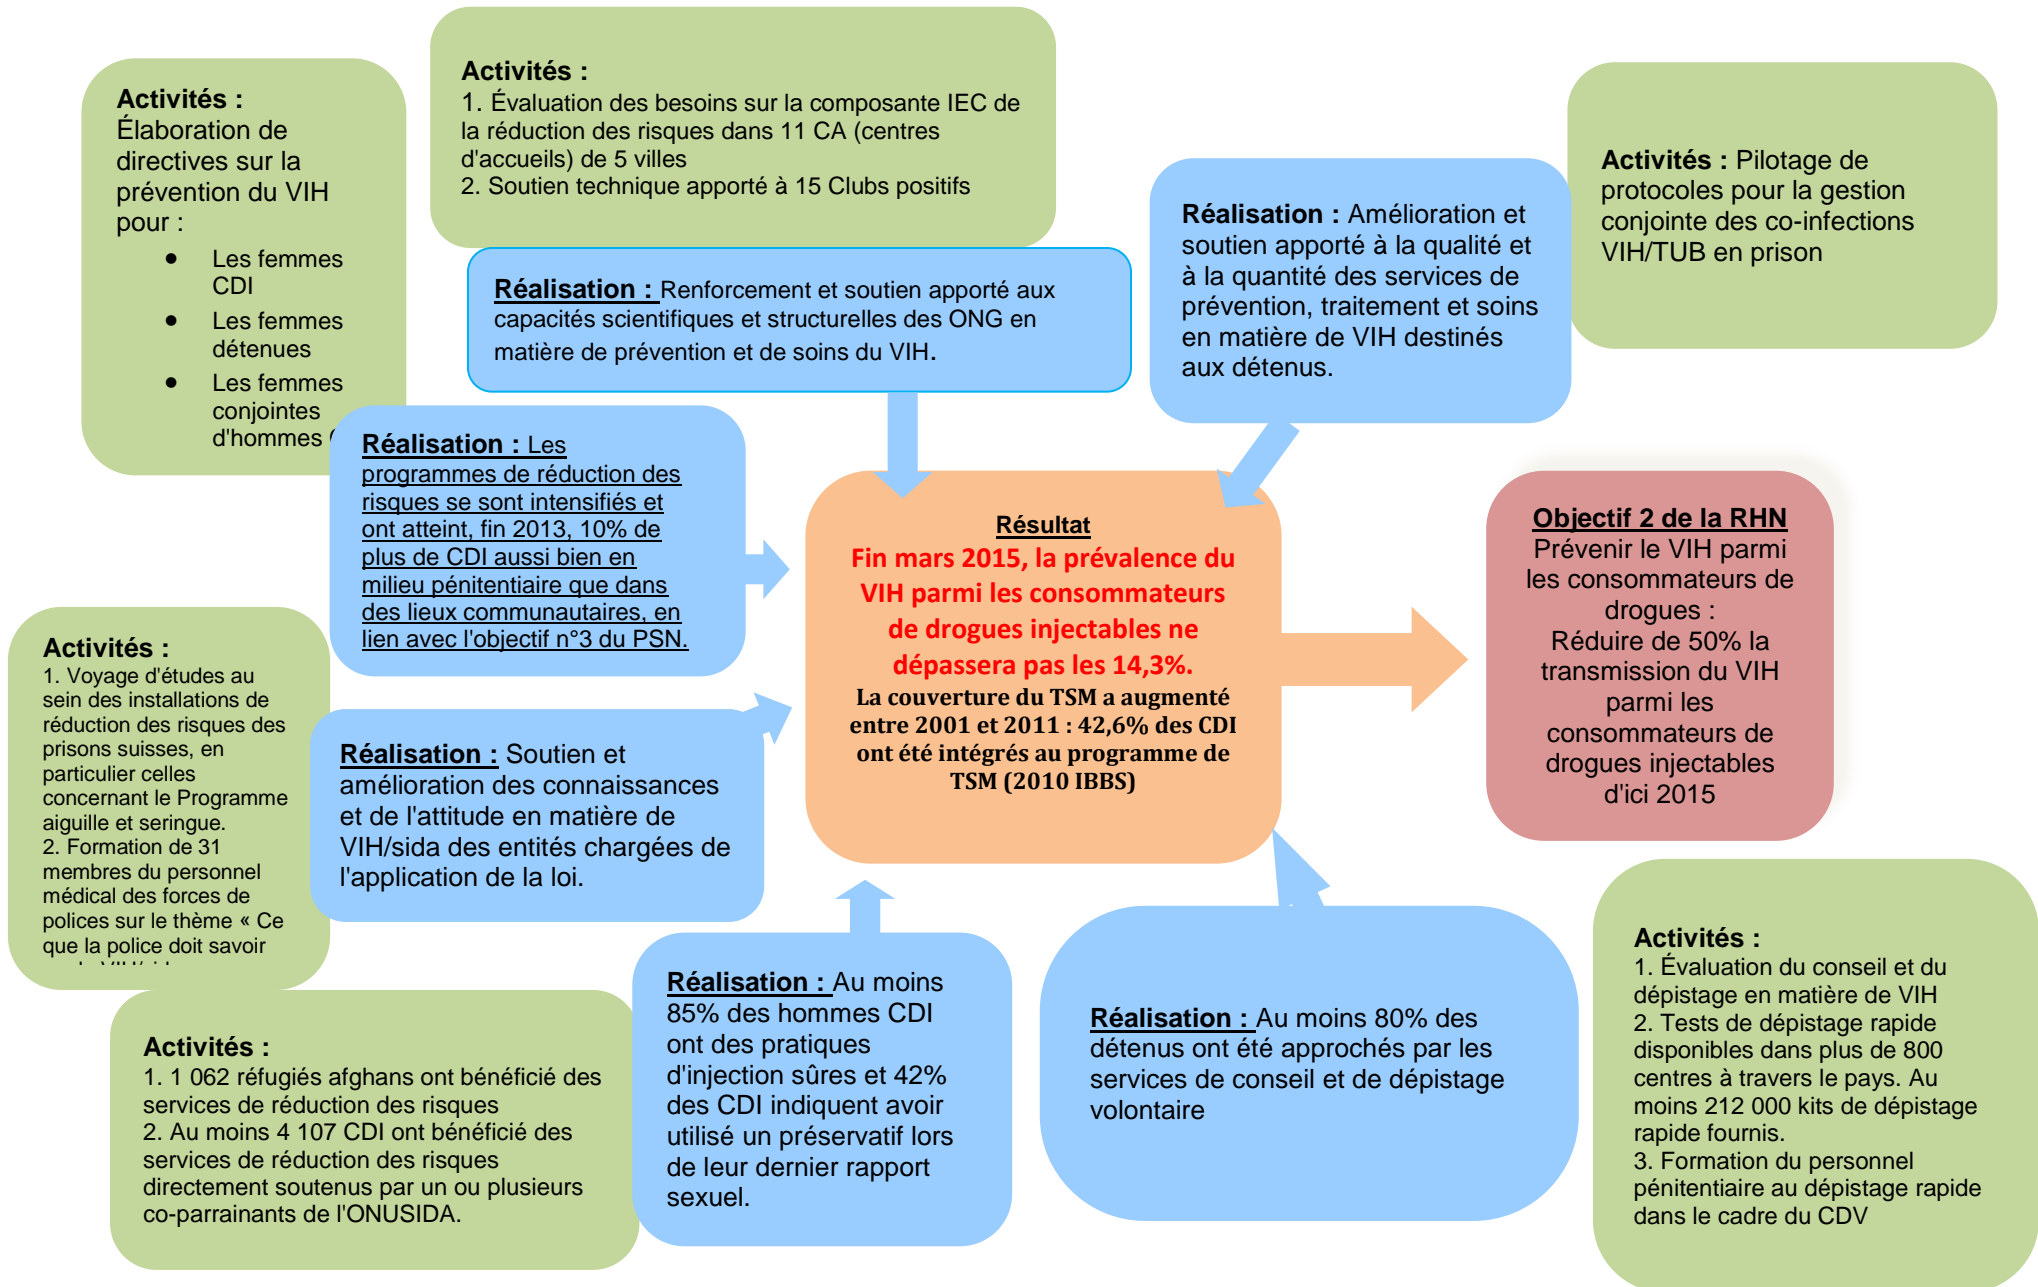 Activités :
Élaboration de
directives sur la
prévention du VIH
pour :
• Les femmes
CDI
• Les femmes
détenues
• Les femmes
conjointes
d'hommes
Activités :
1. Évaluation des besoins sur la composante IEC de
la réduction des risques dans 11 CA (centres
d'accueils) de 5 villes
2. Soutien technique apporté à 15 Clubs positifs
Activités : Pilotage de
protocoles pour la gestion
conjointe des co-infections
VIH/TUB en prison
Réalisation : Amélioration et
soutien apporté à la qualité et
à la quantité des services de
prévention, traitement et soins
en matière de VIH destinés
aux détenus.
Réalisation : Renforcement et soutien apporté aux
capacités scientifiques et structurelles des ONG en
matière de prévention et de soins du VIH.
Réalisation : Les
programmes de réduction des
risques se sont intensifiés et
ont atteint, fin 2013, 10% de
plus de CDI aussi bien en
milieu pénitentiaire que dans
des lieux communautaires, en
lien avec l'objectif n°3 du PSN.
Résultat
Fin mars 2015, la prévalence du
VIH parmi les consommateurs
de drogues injectables ne
dépassera pas les 14,3%.
La couverture du TSM a augmenté
entre 2001 et 2011 : 42,6% des CDI
ont été intégrés au programme de
TSM (2010 IBBS)
Objectif 2 de la RHN
Prévenir le VIH parmi
les consommateurs de
drogues :
Réduire de 50% la
transmission du VIH
parmi les
consommateurs de
drogues injectables
d'ici 2015
Activités :
1. Voyage d'études au
sein des installations de
réduction des risques des
prisons suisses, en
particulier celles
concernant le Programme
aiguille et seringue.
2. Formation de 31
membres du personnel
médical des forces de
polices sur le thème « Ce
que la police doit savoir
Réalisation : Soutien et
amélioration des connaissances
et de l'attitude en matière de
VIH/sida des entités chargées de
l'application de la loi.
Activités :
1. 1 062 réfugiés afghans ont bénéficié des
services de réduction des risques
2. Au moins 4 107 CDI ont bénéficié des
services de réduction des risques
directement soutenus par un ou plusieurs
co-parrainants de l'ONUSIDA.
Réalisation : Au moins
85% des hommes CDI
ont des pratiques
d'injection sûres et 42%
des CDI indiquent avoir
utilisé un préservatif lors
de leur dernier rapport
sexuel.
Réalisation : Au moins 80% des
détenus ont été approchés par les
services de conseil et de dépistage
volontaire
Activités :
1. Évaluation du conseil et du
dépistage en matière de VIH
2. Tests de dépistage rapide
disponibles dans plus de 800
centres à travers le pays. Au
moins 212 000 kits de dépistage
rapide fournis.
3. Formation du personnel
pénitentiaire au dépistage rapide
dans le cadre du CDV